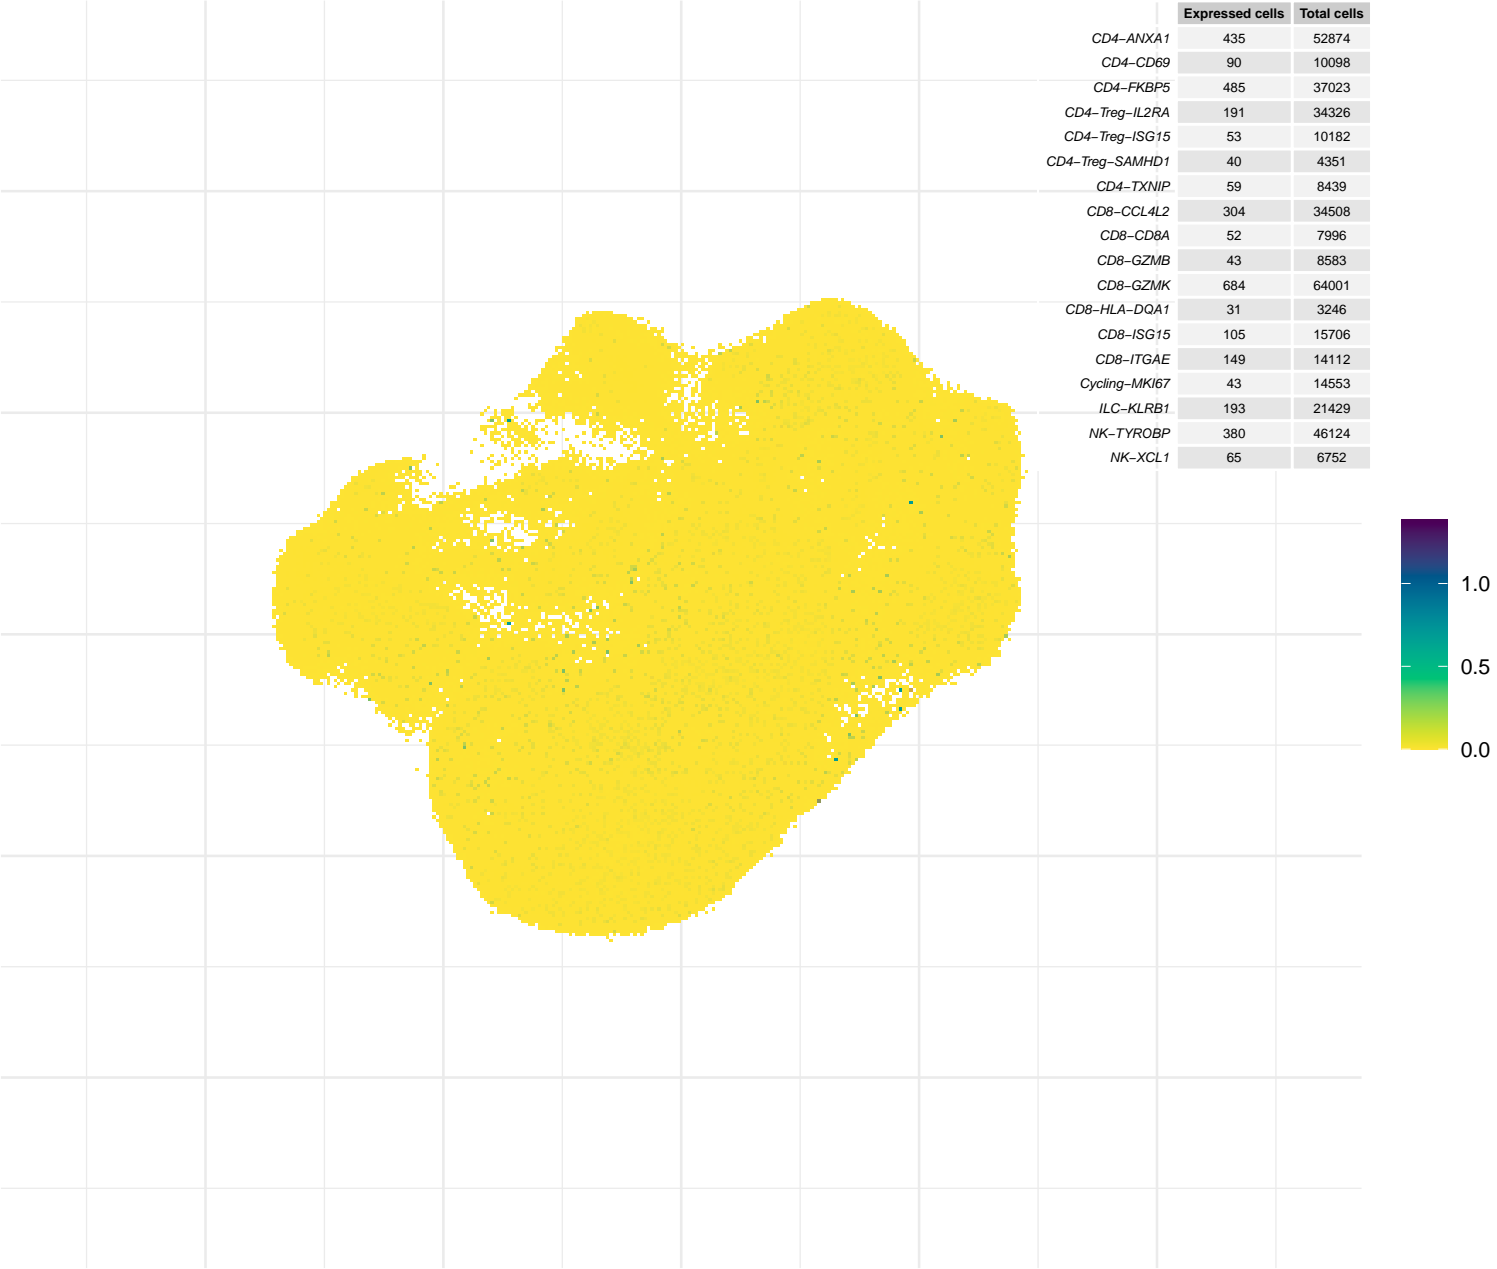 Expressed cells Total cells
CD4−ANXA1 435 52874
CD4−CD69 90 10098
CD4−FKBP5 485 37023
CD4−Treg−IL2RA 191 34326
CD4−Treg−ISG15 53 10182
CD4−Treg−SAMHD1 40 4351
CD4−TXNIP 59 8439
CD8−CCL4L2 304 34508
CD8−CD8A 52 7996
CD8−GZMB 43 8583
CD8−GZMK 684 64001
CD8−HLA−DQA1 31 3246
CD8−ISG15 105 15706
CD8−ITGAE 149 14112
Cycling−MKI67 43 14553
ILC−KLRB1 193 21429
NK−TYROBP 380 46124
NK−XCL1 65 6752
1.0
0.5
0.0